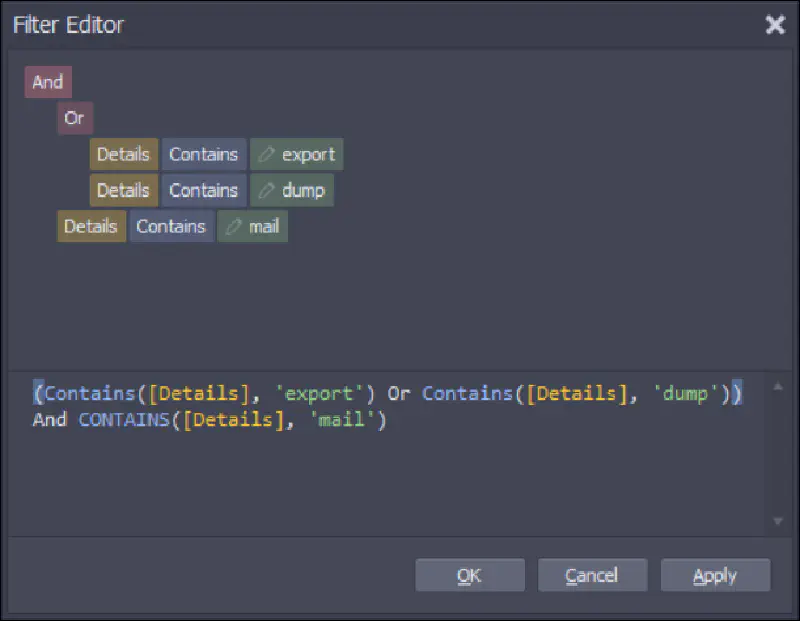 Filter Editor
And
Or
Details Contains export
Details Contains dump
Details Contains mail
(Contains([Details], 'export') Or Contains([Details], 'dump'))
And CONTAINS([Details], 'mail')
OK Cancel Apply